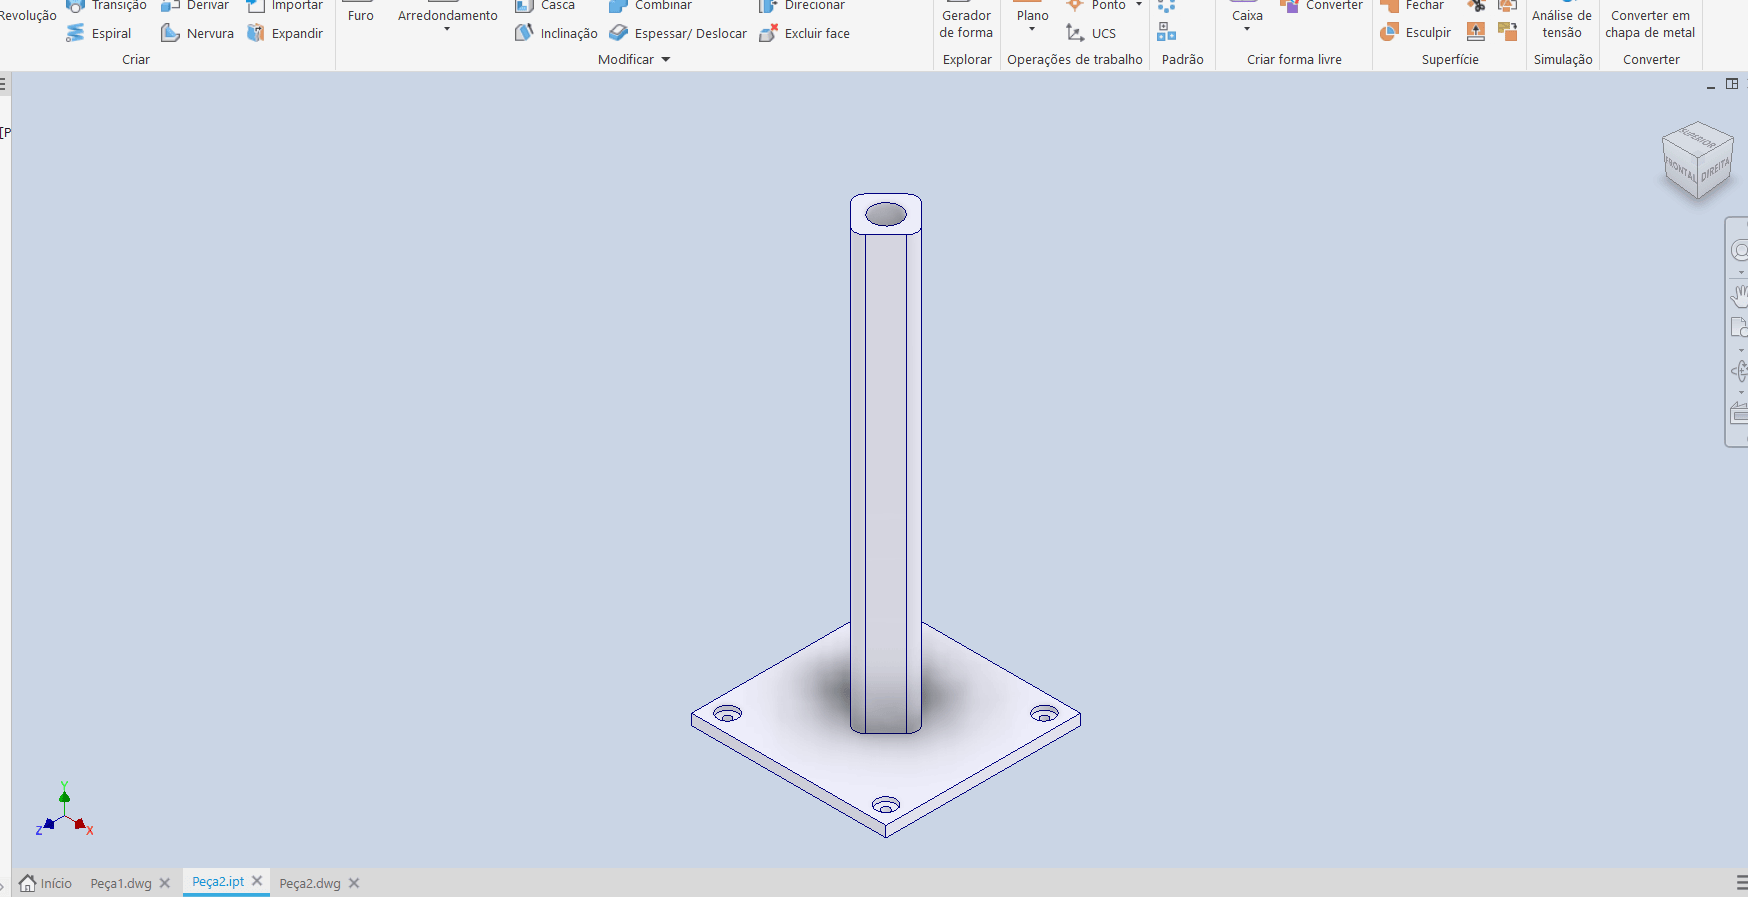 Revolução
Transição
Derivar
Importar
Espiral
Nervura
Expandir
Criar
Furo
Arredondamento
Casca
Combinar
Direcionar
Inclinação
Espessar/ Deslocar
Excluir face
Modificar
Gerador
de forma
Explorar
Plano
Ponto
UCS
Operações de trabalho
Padrão
Caixa
Converter
Criar forma livre
Fechar
Esculpir
Superfície
Análise de
tensão
Simulação
Converter em
chapa de metal
Converter
[P
SUPERIOR
FRONTAL
DIREITA
Y
Z
X
Início
Peça1.dwg
Peça2.ipt
Peça2.dwg